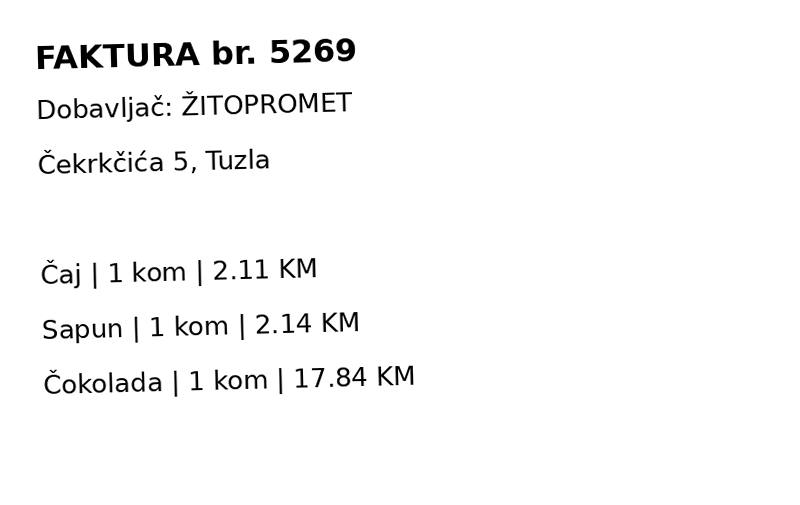 FAKTURA br. 5269
Dobavljač: ŽITOPROMET
Čekrkčića 5, Tuzla
Čaj | 1 kom | 2.11 KM
Sapun | 1 kom | 2.14 KM
Čokolada | 1 kom | 17.84 KM